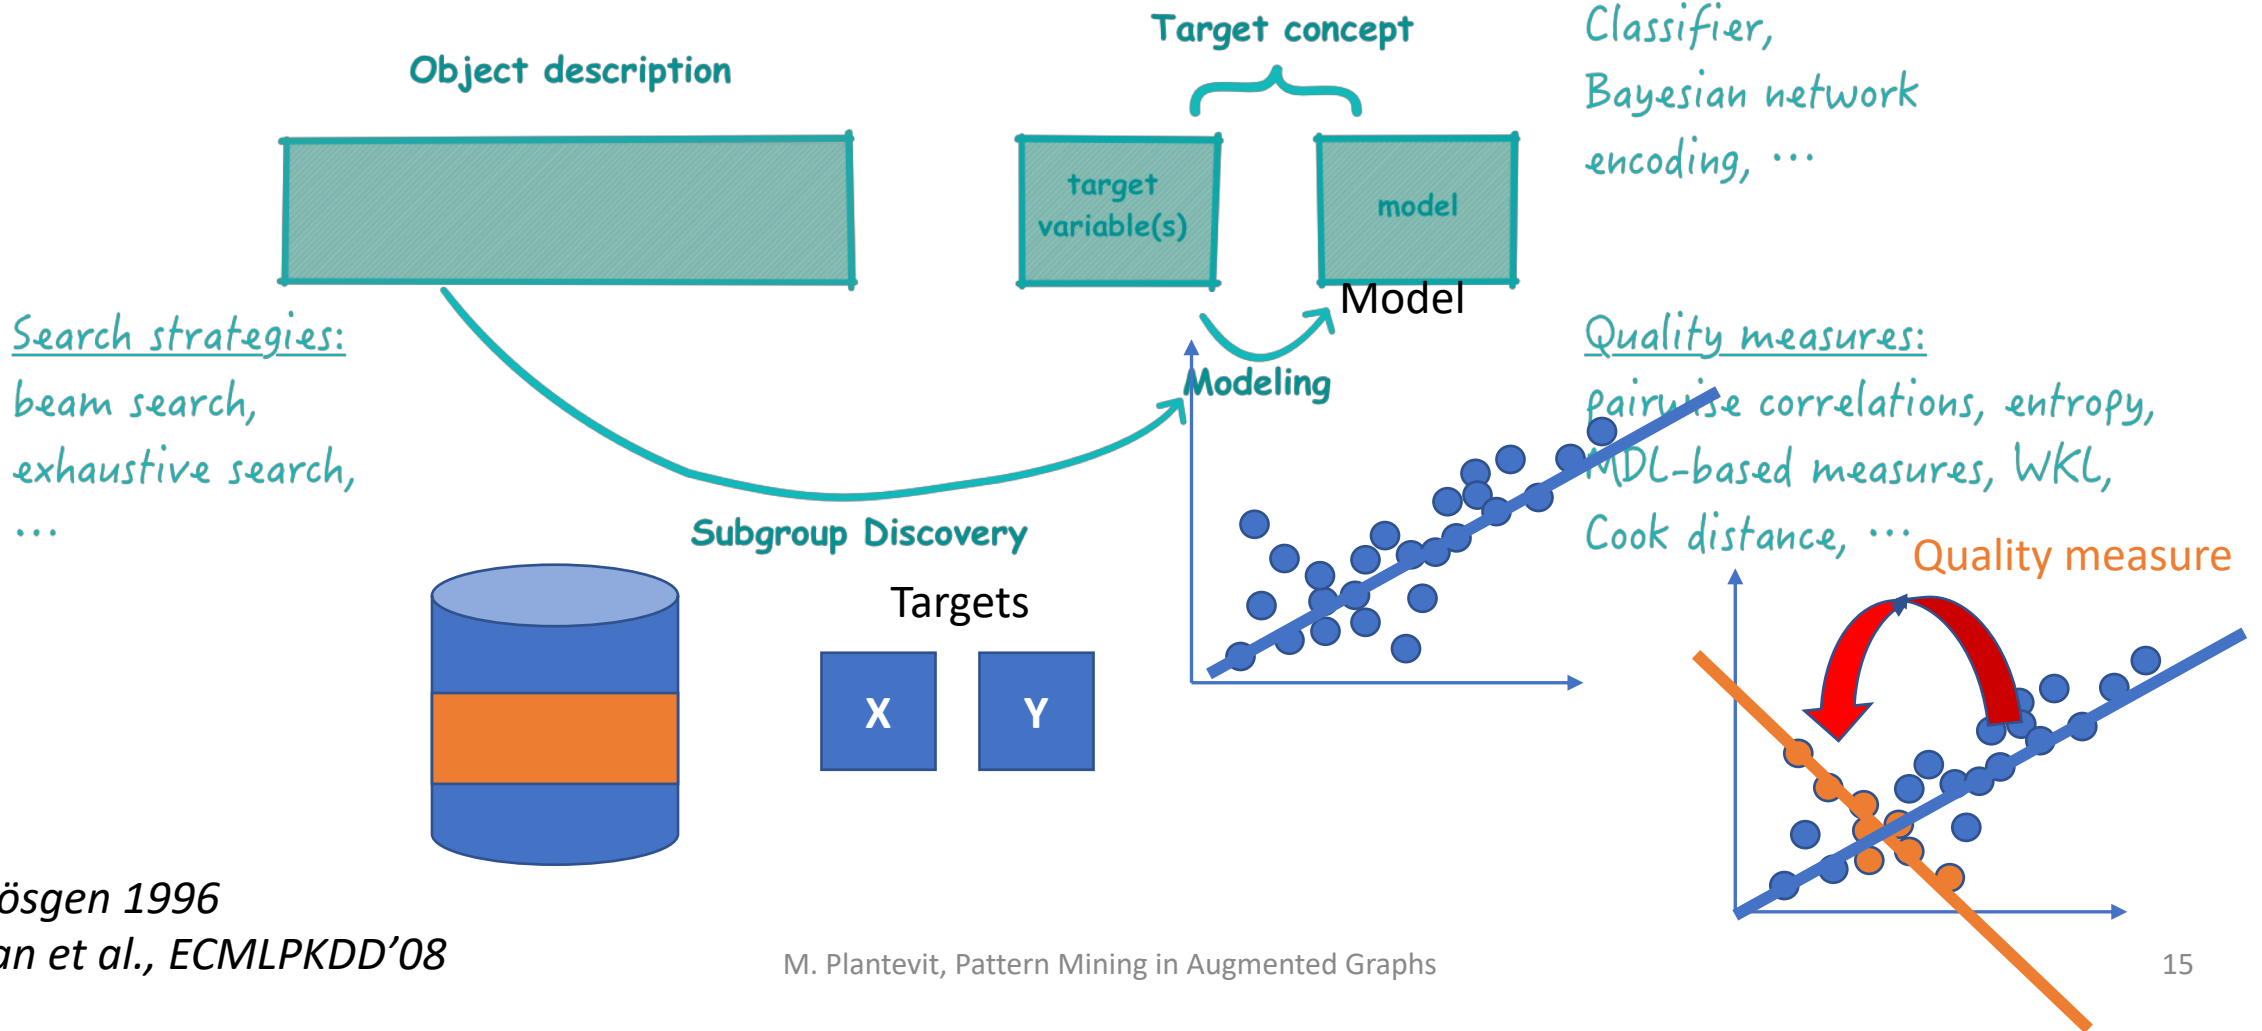 Target concept
Object description
target
variable(s)
model
Classifier,
Bayesian network
encoding, ...
Model
Search strategies:
beam search,
exhaustive search,
...
Modeling
Quality measures:
pairwise correlations, entropy,
MDL-based measures, WKL,
Cook distance, ...
Subgroup Discovery
Quality measure
Targets
X
Y
ösgen 1996
an et al., ECMLPKDD’08
M. Plantevit, Pattern Mining in Augmented Graphs
15